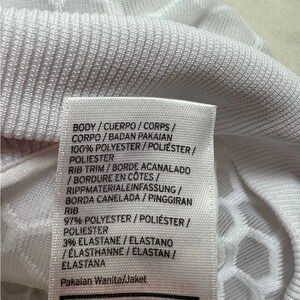 BODY / CUERPO / CORPS /
CORPO / BADAN PAKAIAN
100% POLYESTER / POLIÉSTER /
POLIESTER
RIB TRIM / BORDE ACANALADO
/ BORDURE EN CÔTES /
RIPPMATERIALEINFASSUNG /
BORDA CANELADA / PINGGIRAN
RIB
97% POLYESTER / POLIÉSTER /
POLIESTER
3% ELASTANE / ELASTANO
/ ÉLASTHANNE / ELASTAN /
ELASTANA
Pakaian Wanita/Jaket